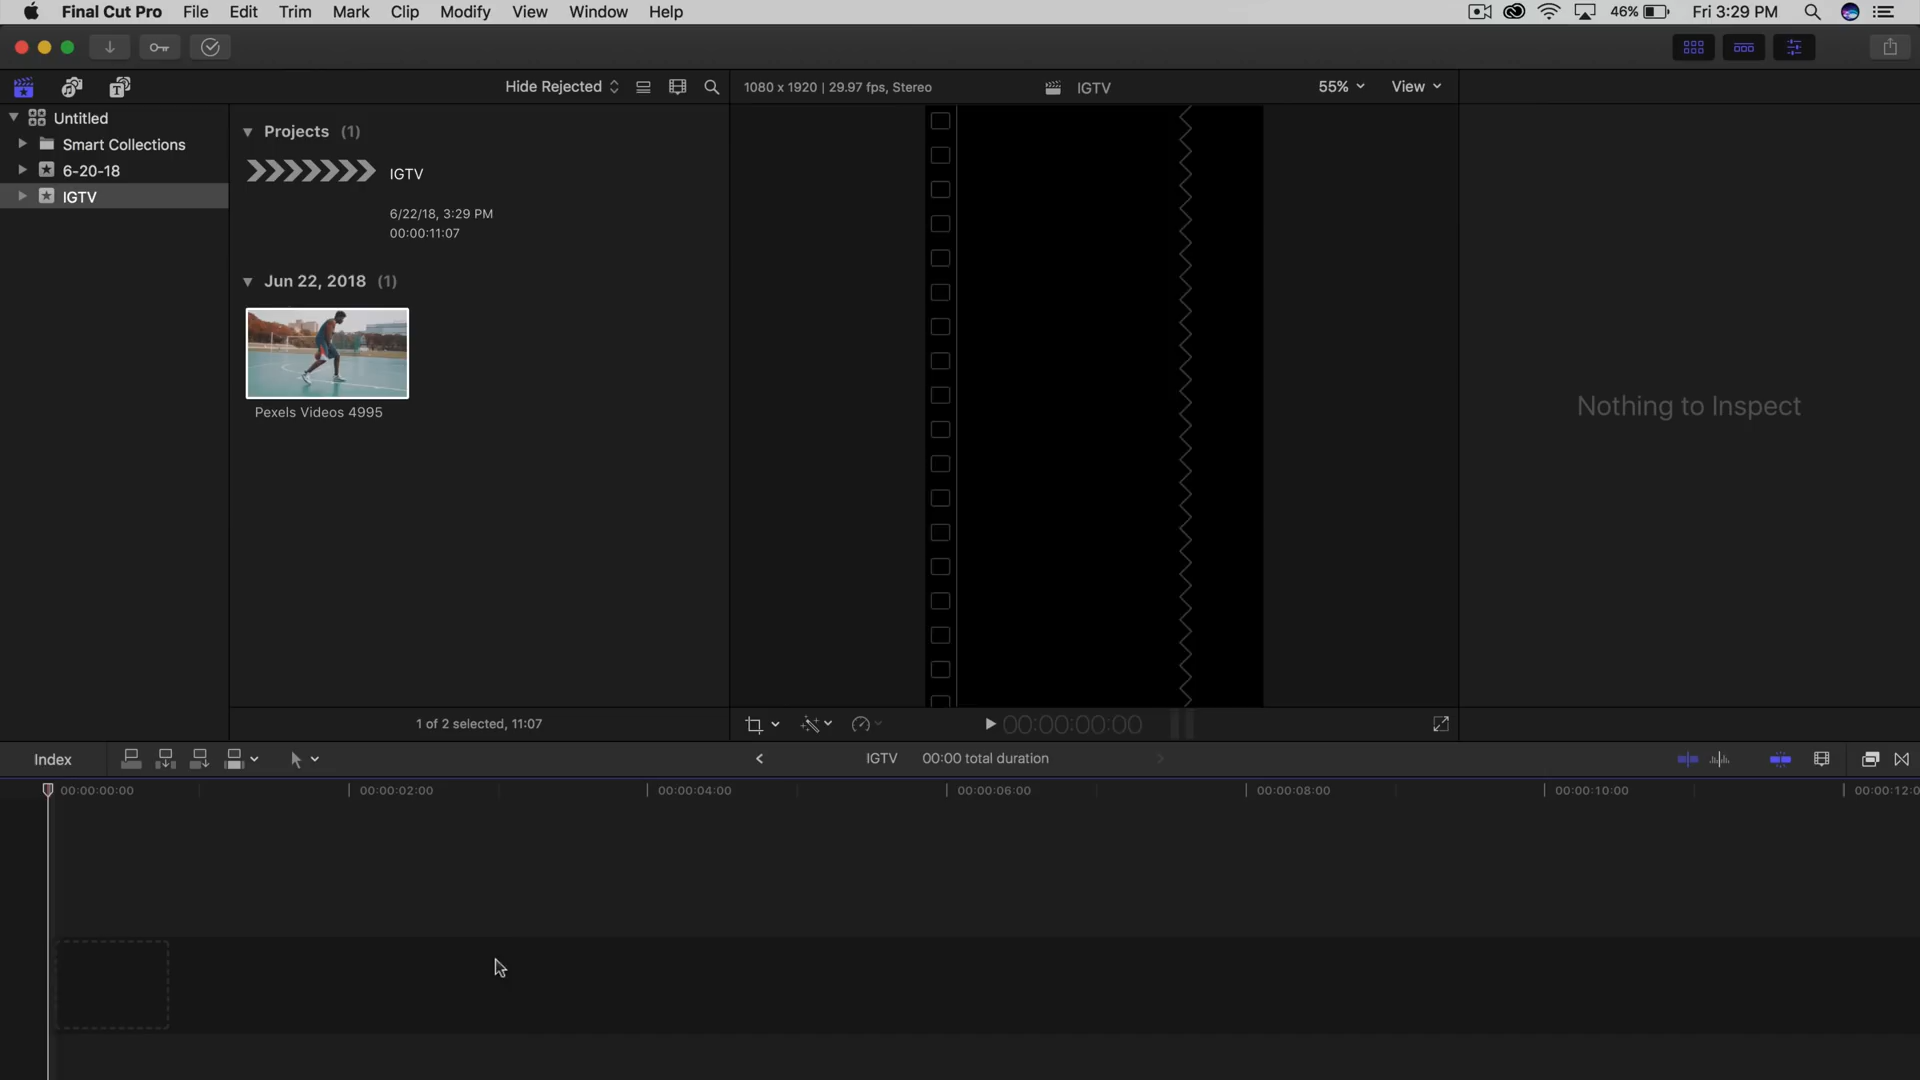 Final Cut Pro File Edit Trim Mark Clip Modify View Window Help 46% Fri 3:29 PM
Hide Rejected
1080 x 1920 | 29.97 fps, Stereo
IGTV
55%
View
Untitled
Smart Collections
6-20-18
IGTV
Projects (1)
IGTV
6/22/18, 3:29 PM
00:00:11:07
Jun 22, 2018 (1)
Pexels Videos 4995
Nothing to Inspect
1 of 2 selected, 11:07
00:00:00:00
Index
IGTV 00:00 total duration
00:00:00:00 00:00:02:00 00:00:04:00 00:00:06:00 00:00:08:00 00:00:10:00 00:00:12:0